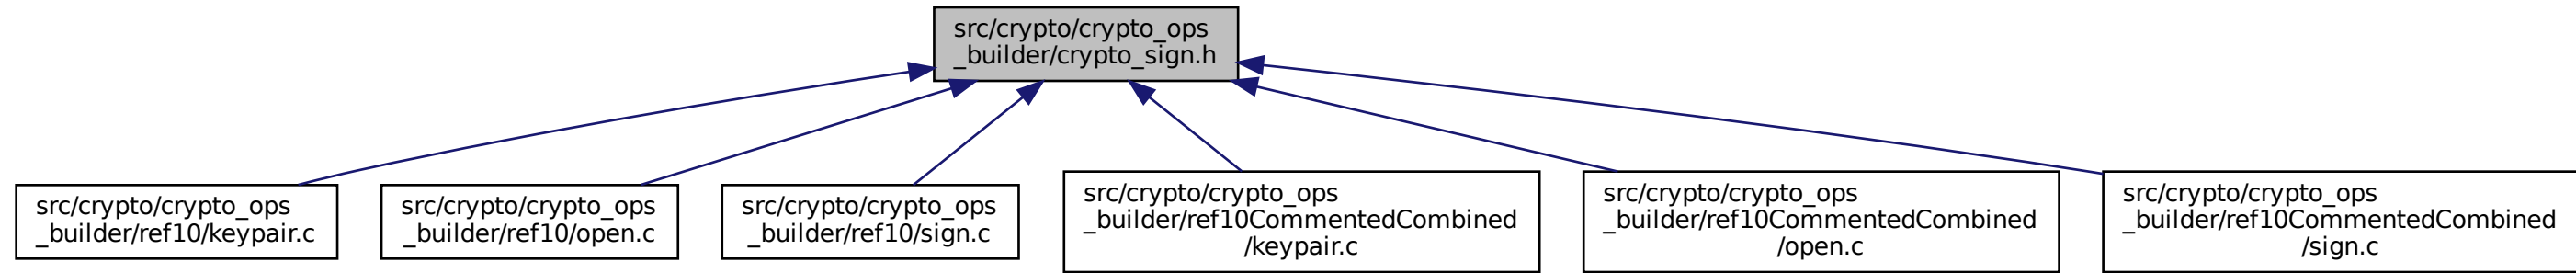 src/crypto/crypto_ops
_builder/crypto_sign.h
src/crypto/crypto_ops
_builder/ref10/keypair.c
src/crypto/crypto_ops
_builder/ref10/open.c
src/crypto/crypto_ops
_builder/ref10/sign.c
src/crypto/crypto_ops
_builder/ref10CommentedCombined
/keypair.c
src/crypto/crypto_ops
_builder/ref10CommentedCombined
/open.c
src/crypto/crypto_ops
_builder/ref10CommentedCombined
/sign.c